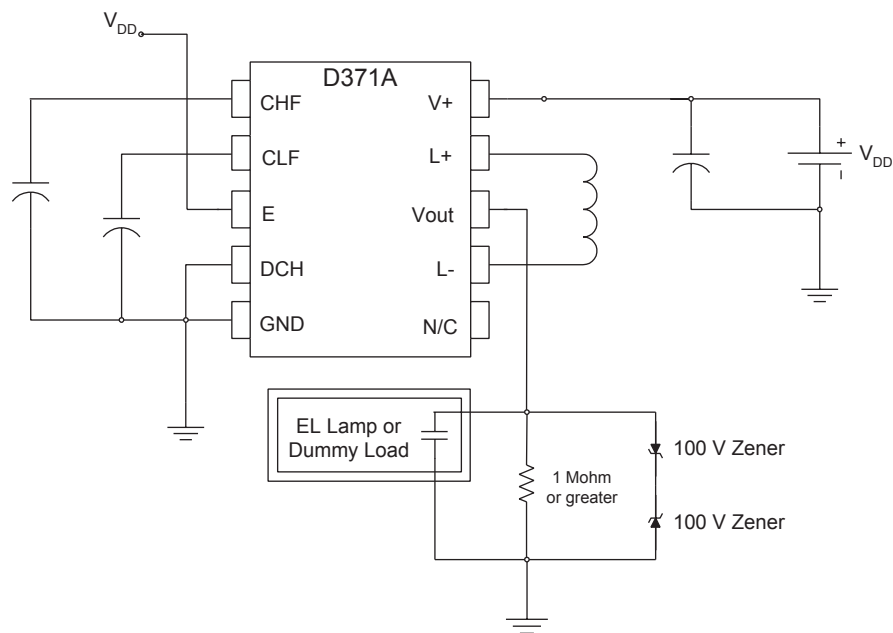 VDD
D371A
CHF
CLF
E
DCH
GND
V+
L+
Vout
L-
N/C
+
VDD
-
EL Lamp or
Dummy Load
1 Mohm
or greater
100 V Zener
100 V Zener